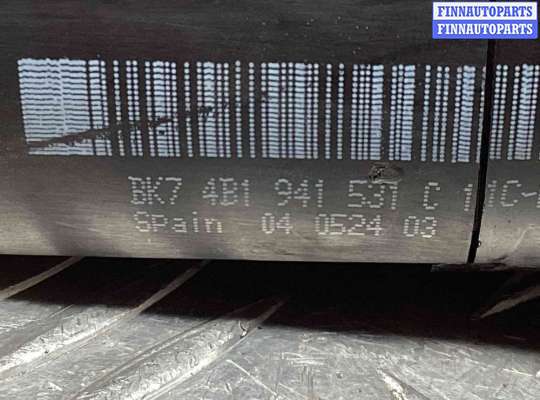 FINNAUTOPARTS
FINNAUTOPARTS
BK7 4B1 941 531 C
Spain 04 0524 03